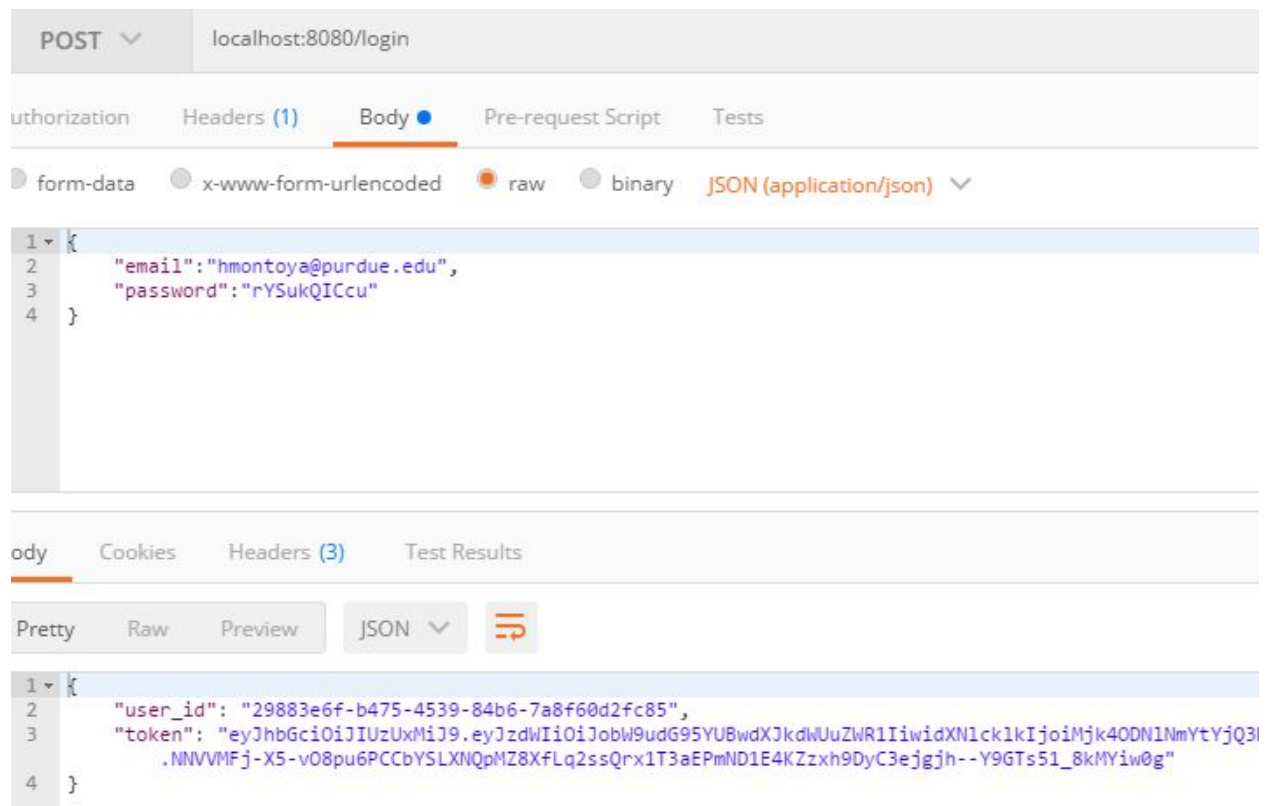 POST localhost:8080/login
uthorization Headers (1) Body Pre-request Script Tests
form-data x-www-form-urlencoded raw binary JSON (application/json)
1 {
2 "email":"hmontoya@purdue.edu",
3 "password":"rYSukQICcu"
4 }
ody Cookies Headers (3) Test Results
Pretty Raw Preview JSON
1 {
2 "user_id": "29883e6f-b475-4539-84b6-7a8f60d2fc85",
3 "token": "eyJhbGciOiJIUzUxMiJ9.eyJzdWIiOiJobW9udG95YUBwdXJkdWUuZWR1IiwidXNlcklkIjoiMjk4ODNlNmYtYjQ3
.NNVVMFj-X5-vO8pu6PCCbYSLXNQpMZ8XfLq2ssQrx1T3aEPmND1E4KZzxh9DyC3ejgjh--Y9GTs51_8kMYiw0g"
4 }